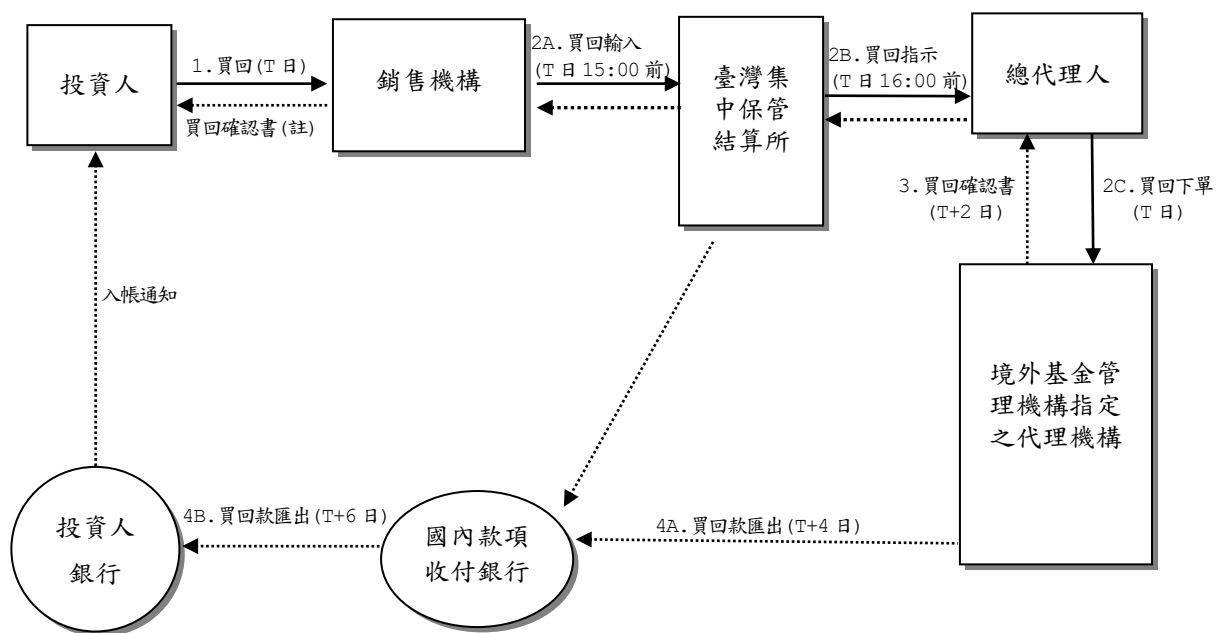 投資人
1.買回(T日)
買回確認書(註)
銷售機構
2A.買回輸入
(T日15:00前)
臺灣集
中保管
結算所
2B.買回指示
(T日16:00前)
總代理人
3.買回確認書
(T+2日)
2C.買回下單
(T日)
入帳通知
境外基金管
理機構指定
之代理機構
投資人
銀行
4B.買回款匯出(T+6日)
國內款項
收付銀行
4A.買回款匯出(T+4日)